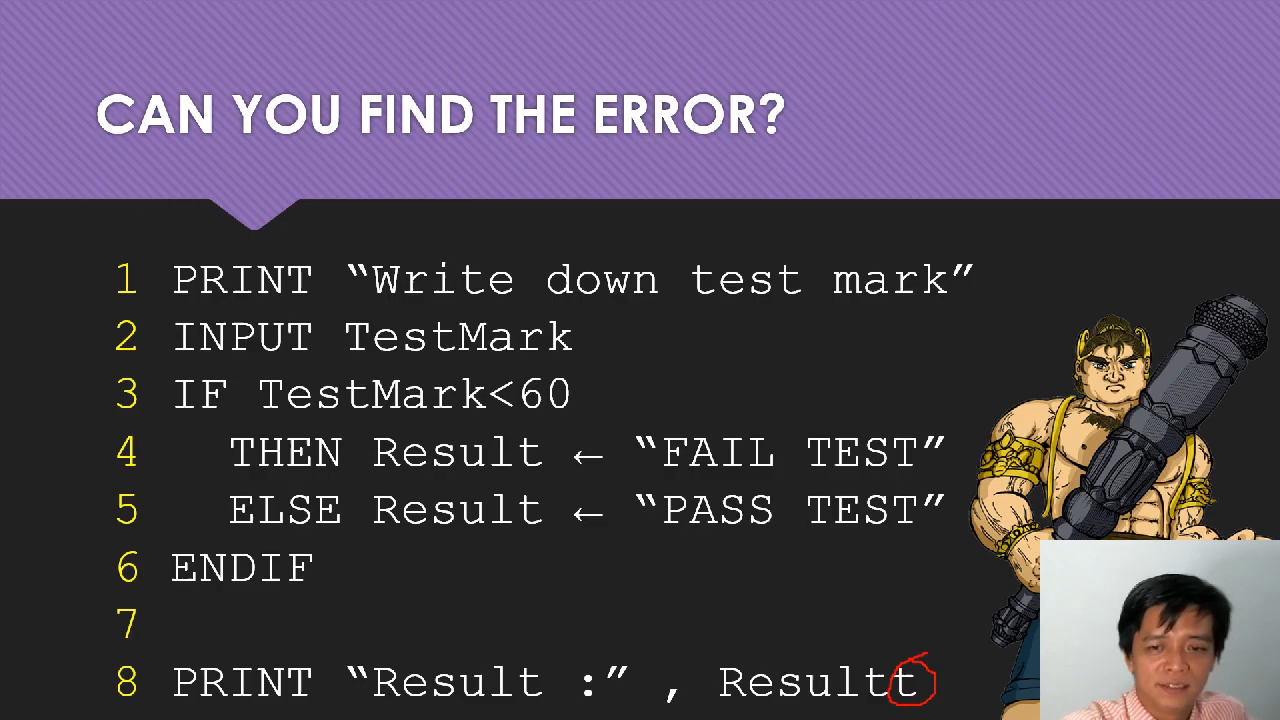 CAN YOU FIND THE ERROR?
1 PRINT “Write down test mark”
2 INPUT TestMark
3 IF TestMark<60
4 THEN Result ← “FAIL TEST”
5 ELSE Result ← “PASS TEST”
6 ENDIF
7
8 PRINT “Result :” , Resultt